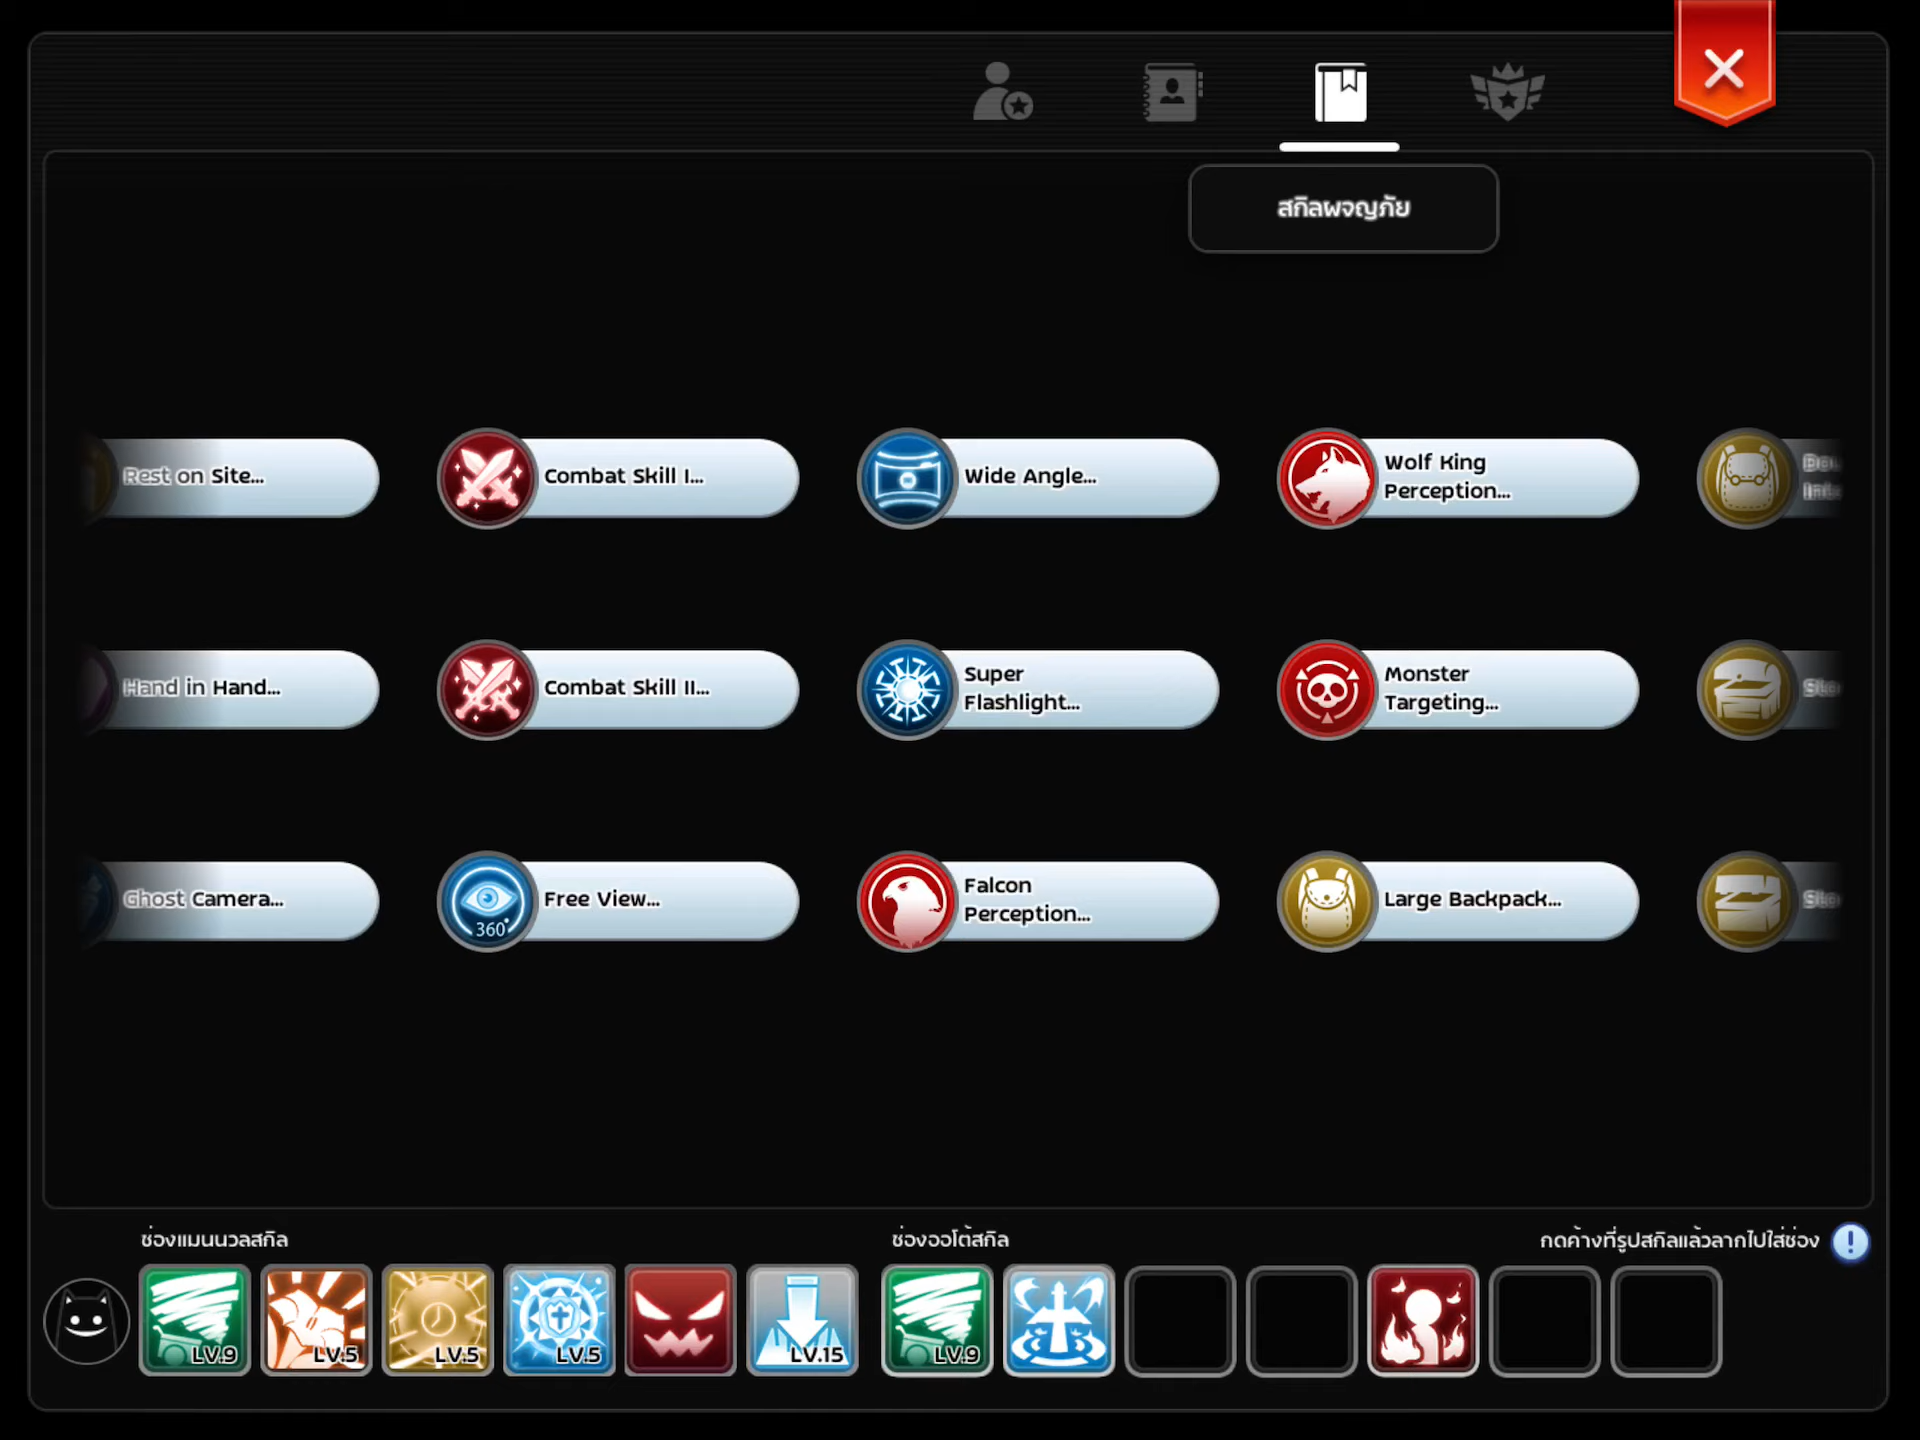 สกิลผจญภัย
Rest on Site...
Combat Skill I...
Wide Angle...
Wolf King
Perception...
Hand in Hand...
Combat Skill II...
Super
Flashlight...
Monster
Targeting...
Ghost Camera...
Free View...
360°
Falcon
Perception...
Large Backpack...
ช่องแมนนวลสกิล
ช่องออโต้สกิล
กดค้างที่รูปสกิลแล้วลากไปใส่ช่อง
LV.9
LV.5
LV.5
LV.5
LV.15
LV.9